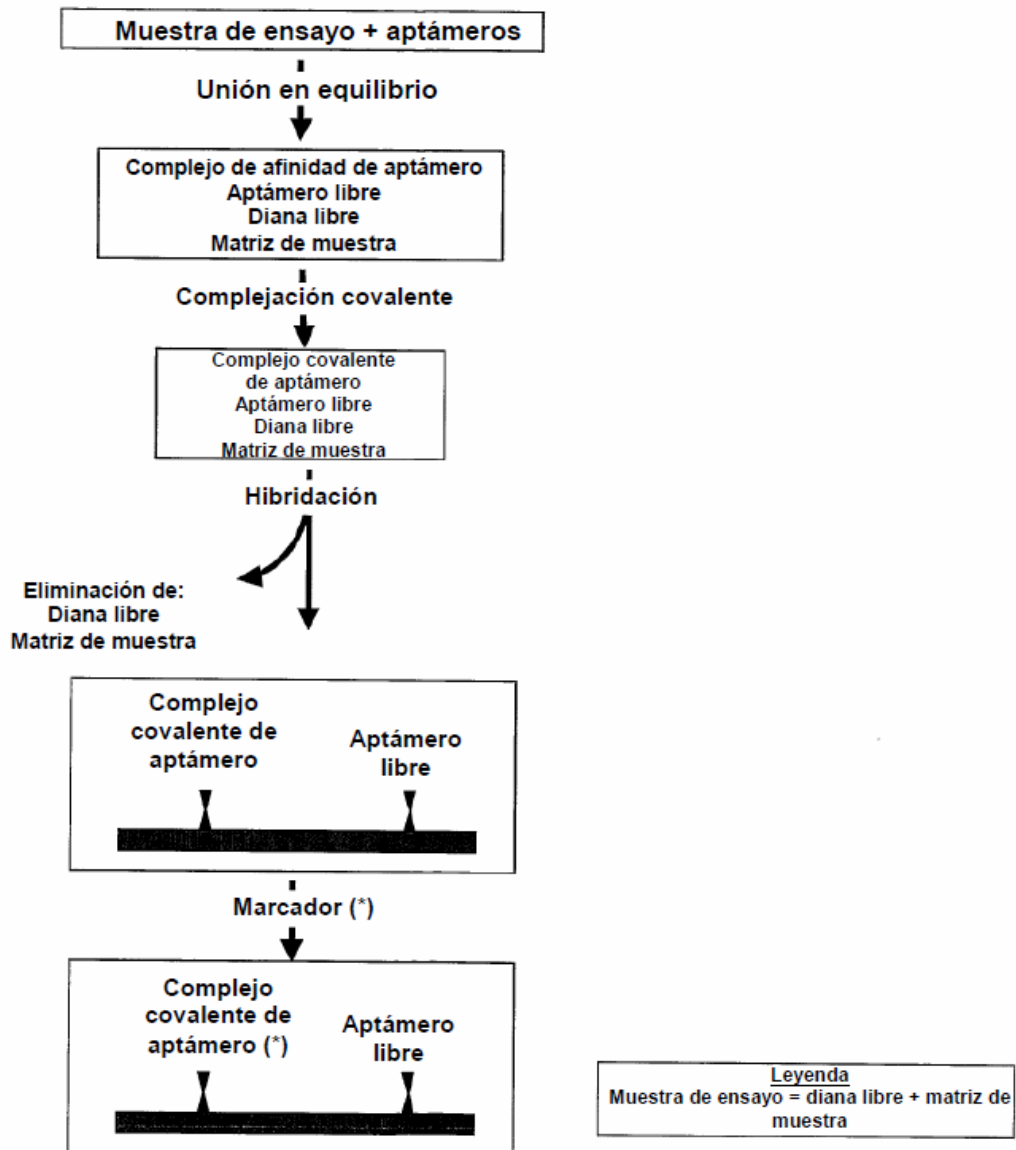 Muestra de ensayo + aptámeros
Unión en equilibrio
Complejo de afinidad de aptámero
Aptámero libre
Diana libre
Matriz de muestra
Complejación covalente
Complejo covalente
de aptámero
Aptámero libre
Diana libre
Matriz de muestra
Hibridación
Eliminación de:
Diana libre
Matriz de muestra
Complejo
covalente de
aptámero
Aptámero
libre
Marcador (*)
Complejo
covalente de
aptámero (*)
Aptámero
libre
Leyenda
Muestra de ensayo = diana libre + matriz de
muestra